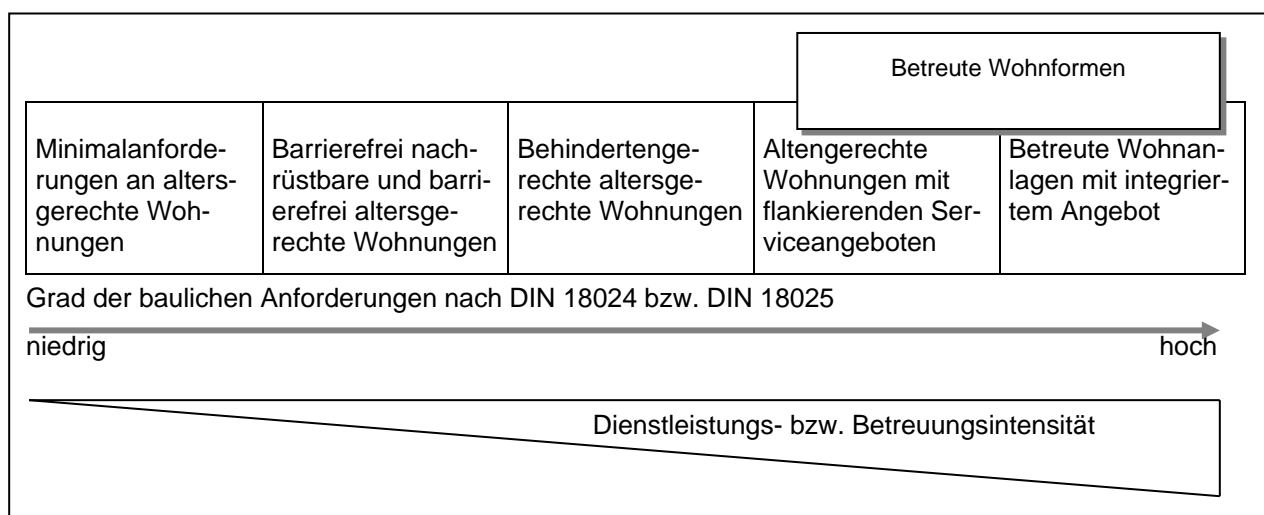 Betreute Wohnformen
Minimalanforde-
rungen an alters-
gerechte Woh-
nungen
Barrierefrei nach-
rüstbare und barri-
erefrei altersge-
rechte Wohnungen
Behindertenge-
rechte altersge-
rechte Wohnungen
Altengerechte
Wohnungen mit
flankierenden Ser-
viceangeboten
Betreute Wohnan-
lagen mit integrier-
tem Angebot
Grad der baulichen Anforderungen nach DIN 18024 bzw. DIN 18025
niedrig hoch
Dienstleistungs- bzw. Betreuungsintensität